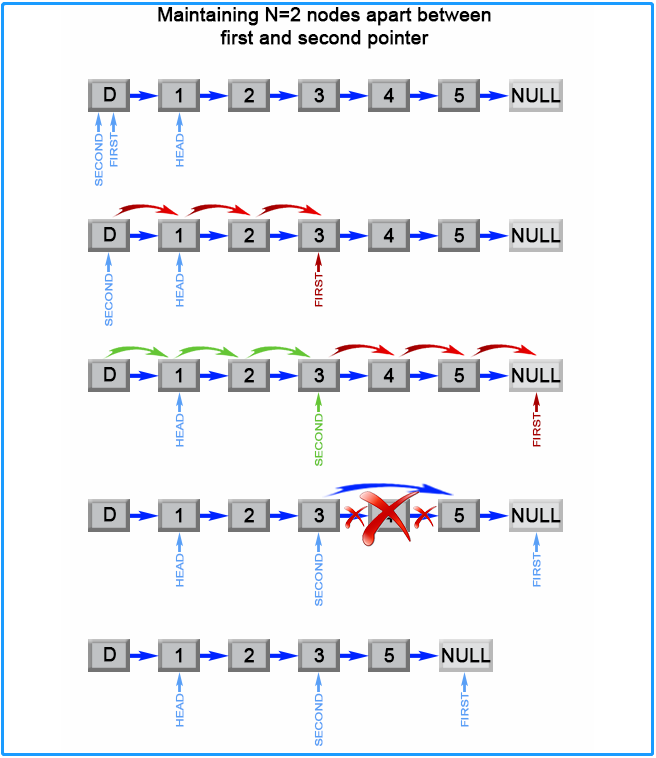 Maintaining N=2 nodes apart between
first and second pointer
D 1 2 3 4 5 NULL
SECOND FIRST HEAD
D 1 2 3 4 5 NULL
SECOND HEAD FIRST
D 1 2 3 4 5 NULL
HEAD SECOND FIRST
D 1 2 3 5 NULL
HEAD SECOND FIRST
D 1 2 3 5 NULL
HEAD SECOND FIRST